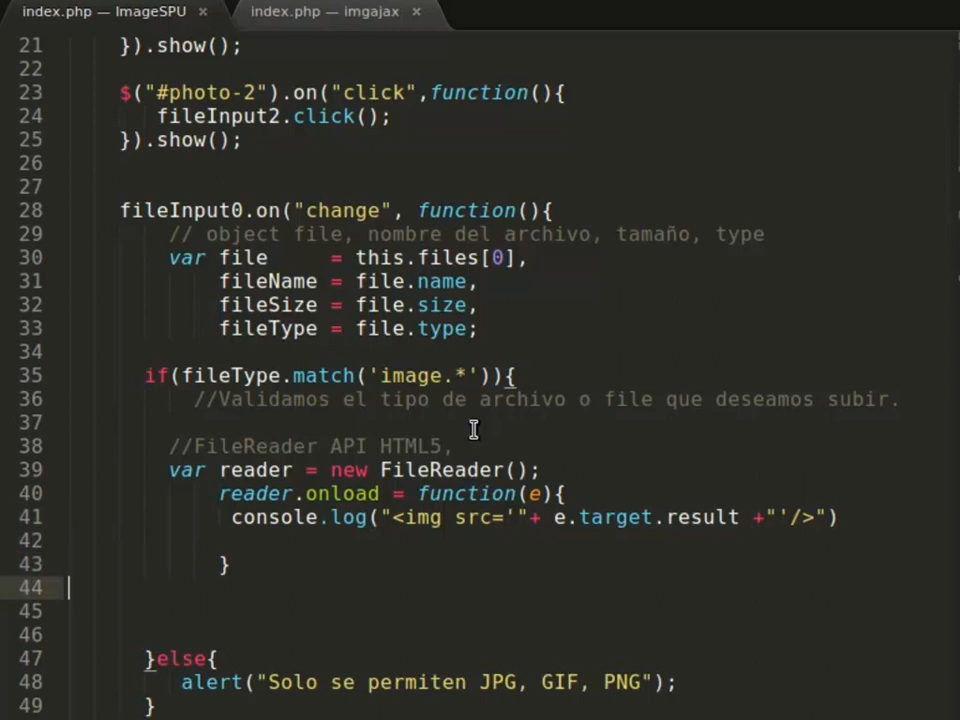 index.php — ImageSPU × index.php — imgajax ×
21 }).show();
22
23 $("#photo-2").on("click",function(){
24 fileInput2.click();
25 }).show();
26
27
28 fileInput0.on("change", function(){
29 // object file, nombre del archivo, tamaño, type
30 var file = this.files[0],
31 fileName = file.name,
32 fileSize = file.size,
33 fileType = file.type;
34
35 if(fileType.match('image.*')){
36 //Validamos el tipo de archivo o file que deseamos subir.
37
38 //FileReader API HTML5,
39 var reader = new FileReader();
40 reader.onload = function(e){
41 console.log("<img src='"+ e.target.result +"'/>")
42
43 }
44
45
46
47 }else{
48 alert("Solo se permiten JPG, GIF, PNG");
49 }